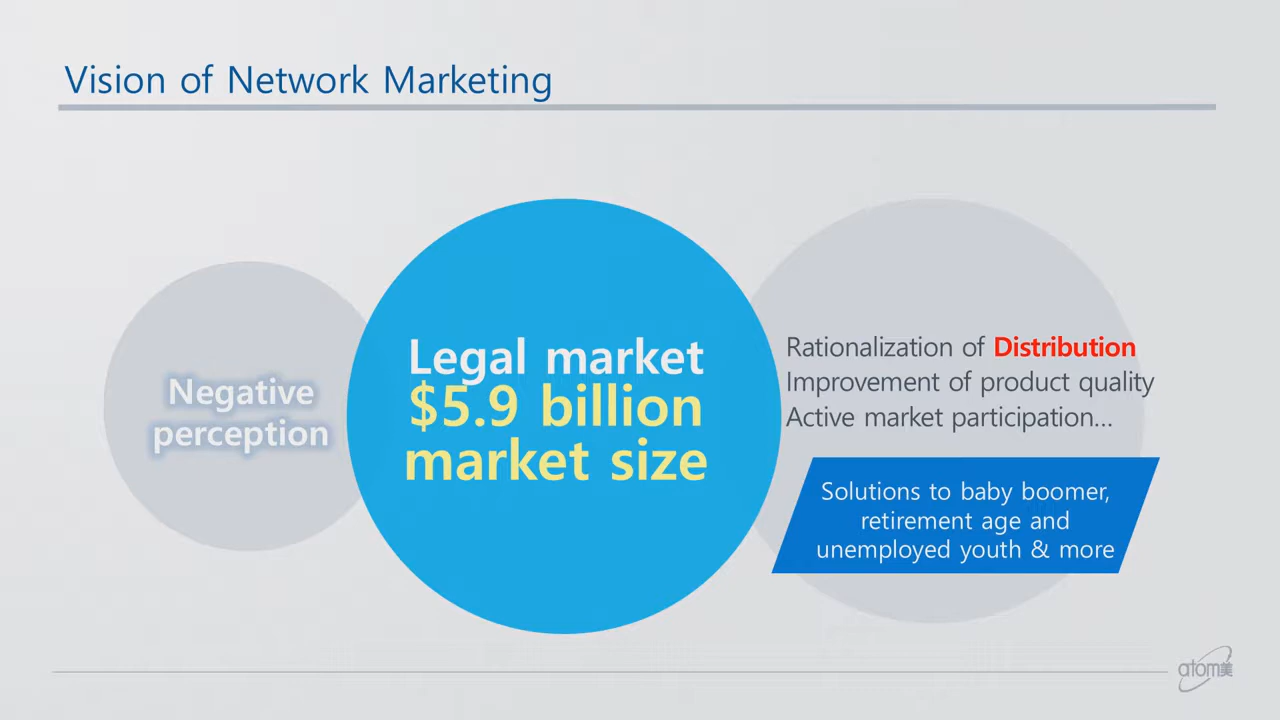 Vision of Network Marketing
Negative
perception
Legal market
$5.9 billion
market size
Rationalization of Distribution
Improvement of product quality
Active market participation...
Solutions to baby boomer,
retirement age and
unemployed youth & more
atom美